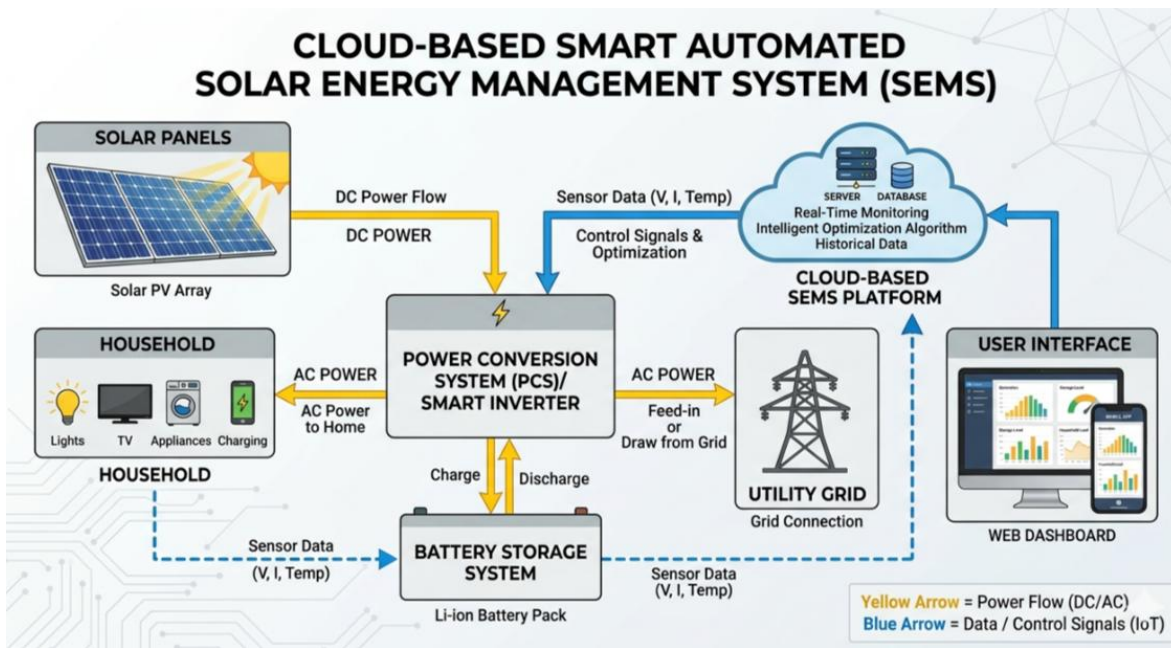 CLOUD-BASED SMART AUTOMATED
SOLAR ENERGY MANAGEMENT SYSTEM (SEMS)
SOLAR PANELS
Solar PV Array
DC Power Flow
DC POWER
Sensor Data (V, I, Temp)
Control Signals &
Optimization
SERVER
DATABASE
Real-Time Monitoring
Intelligent Optimization Algorithm
Historical Data
CLOUD-BASED
SEMS PLATFORM
HOUSEHOLD
Lights
TV
Appliances
Charging
HOUSEHOLD
AC POWER
AC Power
to Home
POWER CONVERSION
SYSTEM (PCS)/
SMART INVERTER
AC POWER
Feed-in
or
Draw from Grid
UTILITY GRID
Grid Connection
USER INTERFACE
WEB DASHBOARD
Charge
Discharge
Sensor Data
(V, I, Temp)
BATTERY STORAGE
SYSTEM
Li-ion Battery Pack
Sensor Data
(V, I, Temp)
Yellow Arrow = Power Flow (DC/AC)
Blue Arrow = Data / Control Signals (IoT)